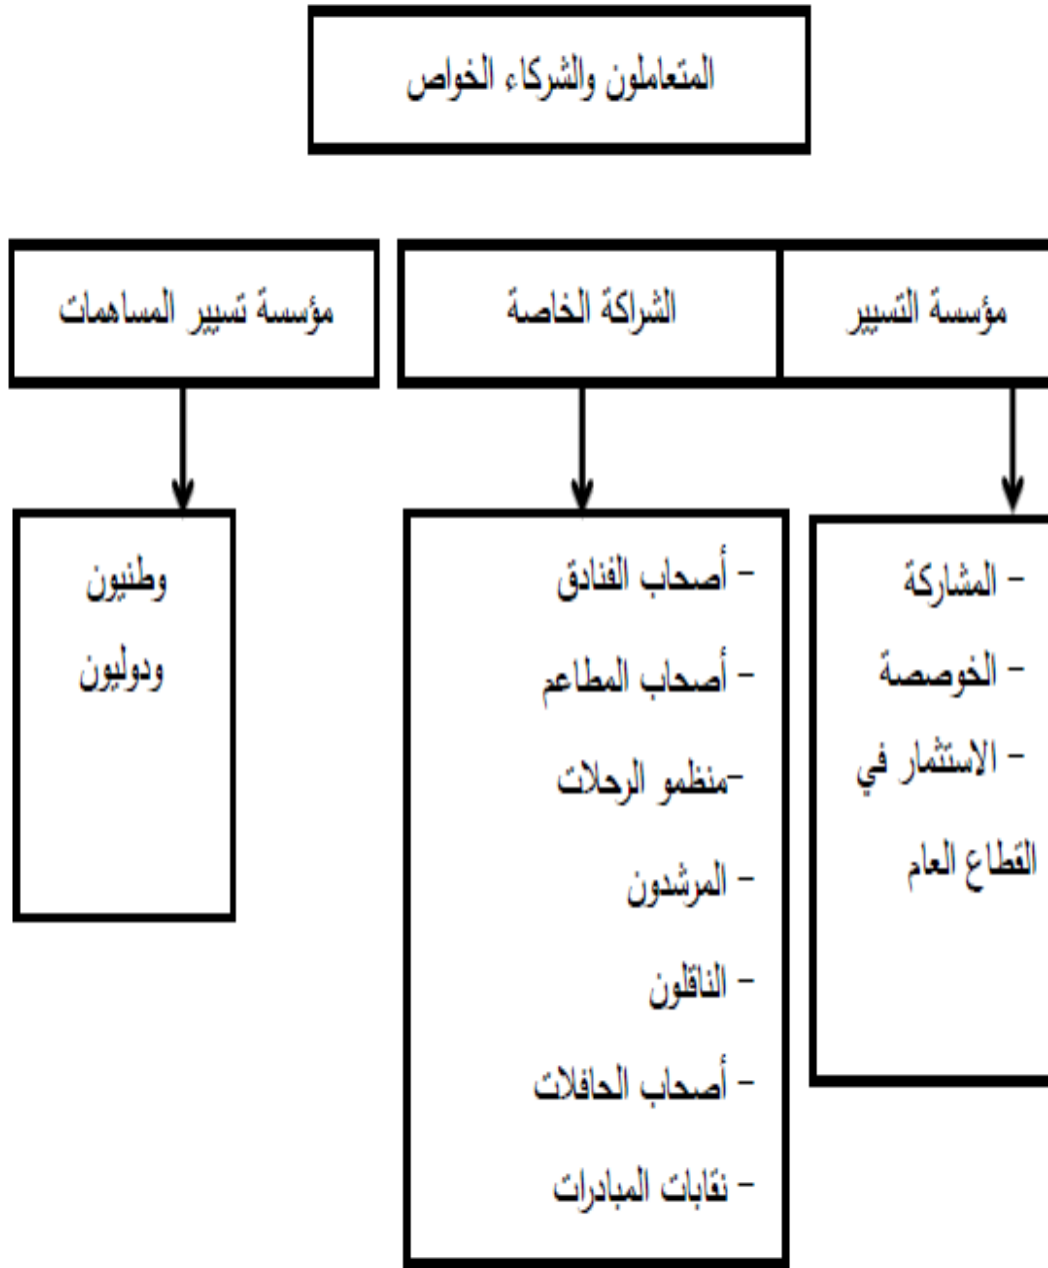 المتعاملون والشركاء الخواص
مؤسسة التسيير
الشراكة الخاصة
مؤسسة تسيير المساهمات
- المشاركة
- الخوصصة
- الاستثمار في
القطاع العام
- أصحاب الفنادق
- أصحاب المطاعم
-منظمو الرحلات
- المرشدون
- الناقلون
- أصحاب الحافلات
- نقابات المبادرات
وطنيون
ودوليون